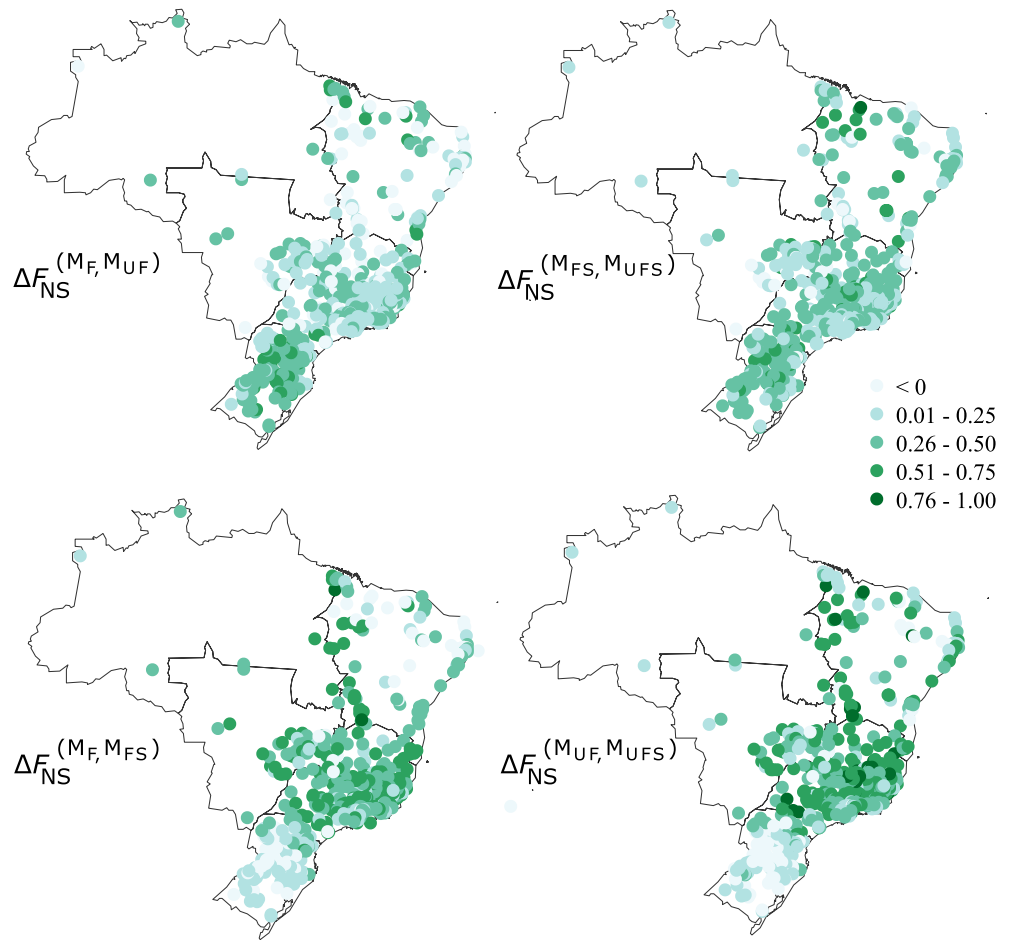 ΔF_NS^(M_F, M_UF)
ΔF_NS^(M_FS, M_UFS)
< 0
0.01 - 0.25
0.26 - 0.50
0.51 - 0.75
0.76 - 1.00
ΔF_NS^(M_F, M_FS)
ΔF_NS^(M_UF, M_UFS)